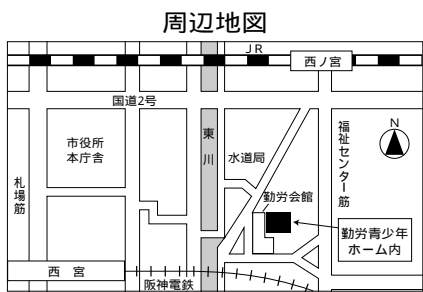 周辺地図
JR
西ノ宮
国道2号
市役所
本庁舎
東川
水道局
福祉センター筋
N
札場筋
勤労会館
勤労青少年
ホーム内
西宮
阪神電鉄